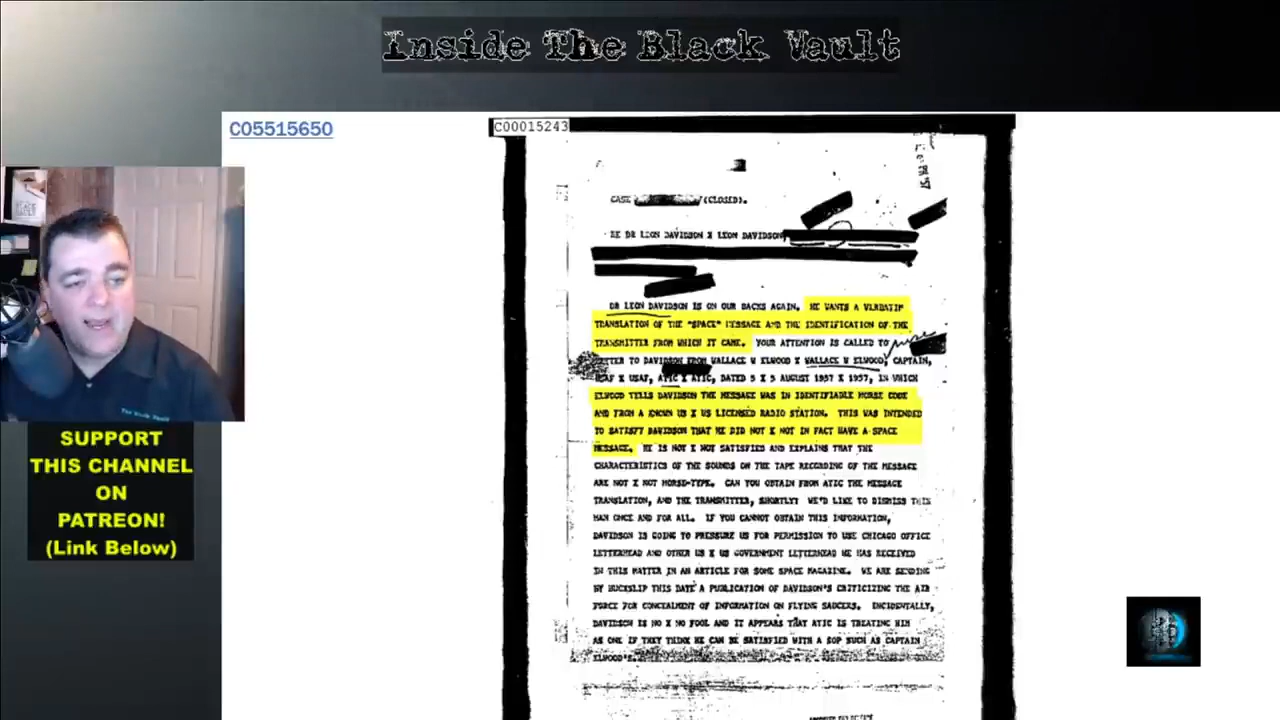 Inside The Black Vault
C05515650
C00015243
CASE (CLOSED).
RE DR LEON DAVIDSON X LEON DAVIDSON,
DR LEON DAVIDSON IS ON OUR BACKS AGAIN. HE WANTS A VERBATIM
TRANSLATION OF THE "SPACE" MESSAGE AND THE IDENTIFICATION OF THE
TRANSMITTER FROM WHICH IT CAME. YOUR ATTENTION IS CALLED TO
LETTER TO DAVIDSON FROM WALLACE W ELWOOD X WALLACE W ELWOOD, CAPTAIN,
USAF X USAF, ATIC X ATIC, DATED 5 X 5 AUGUST 1957 X 1957, IN WHICH
ELWOOD TELLS DAVIDSON THE MESSAGE WAS IN IDENTIFIABLE MORSE CODE
AND FROM A KNOWN US X US LICENSED RADIO STATION. THIS WAS INTENDED
TO SATISFY DAVIDSON THAT HE DID NOT X NOT IN FACT HAVE A SPACE
MESSAGE. HE IS NOT X NOT SATISFIED AND EXPLAINS THAT THE
CHARACTERISTICS OF THE SOUNDS ON THE TAPE RECORDING OF THE MESSAGE
ARE NOT X NOT MORSE-TYPE. CAN YOU OBTAIN FROM ATIC THE MESSAGE
TRANSLATION, AND THE TRANSMITTER, SHORTLY? WE'D LIKE TO DISMISS THIS
MAN ONCE AND FOR ALL. IF YOU CANNOT OBTAIN THIS INFORMATION,
DAVIDSON IS GOING TO PRESSURE US FOR PERMISSION TO USE CHICAGO OFFICE
LETTERHEAD AND OTHER US X US GOVERNMENT LETTERHEAD HE HAS RECEIVED
IN THIS MATTER IN AN ARTICLE FOR SOME SPACE MAGAZINE. WE ARE SENDING
BY BUCKSLIP THIS DATE A PUBLICATION OF DAVIDSON'S CRITICIZING THE AIR
FORCE FOR CONCEALMENT OF INFORMATION ON FLYING SAUCERS. INCIDENTALLY,
DAVIDSON IS NO X NO FOOL AND IT APPEARS THAT ATIC IS TREATING HIM
AS ONE IF THEY THINK HE CAN BE SATISFIED WITH A SOP SUCH AS CAPTAIN
ELWOOD'S.
SUPPORT
THIS CHANNEL
ON
PATREON!
(Link Below)